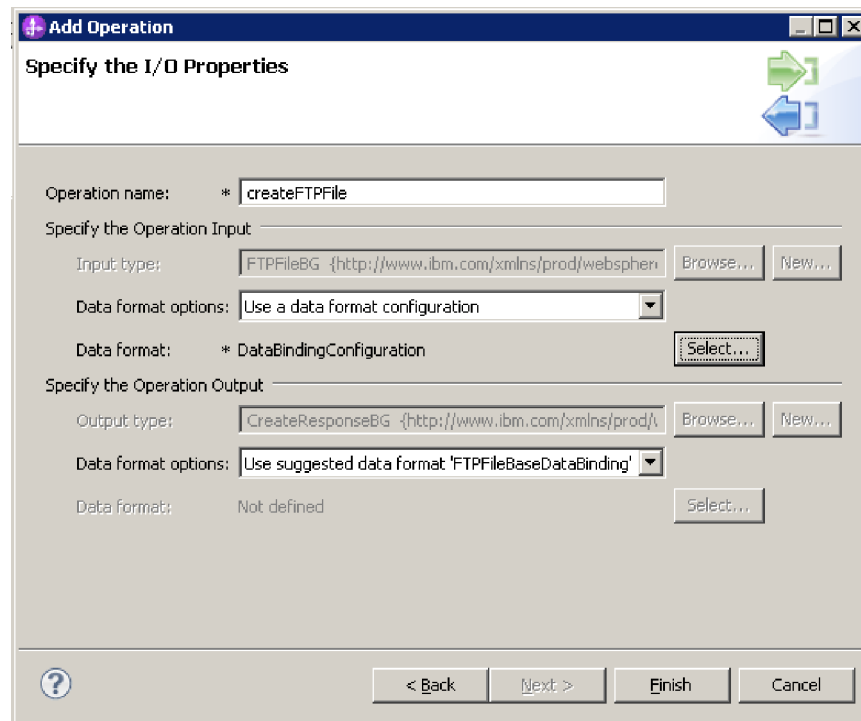 Add Operation
Specify the I/O Properties
Operation name: * createFTPFile
Specify the Operation Input
Input type: FTPFileBG {http://www.ibm.com/xmlns/prod/websphere Browse... New...
Data format options: Use a data format configuration
Data format: * DataBindingConfiguration Select...
Specify the Operation Output
Output type: CreateResponseBG {http://www.ibm.com/xmlns/prod/ Browse... New...
Data format options: Use suggested data format 'FTPFileBaseDataBinding'
Data format: Not defined Select...
? < Back Next > Finish Cancel